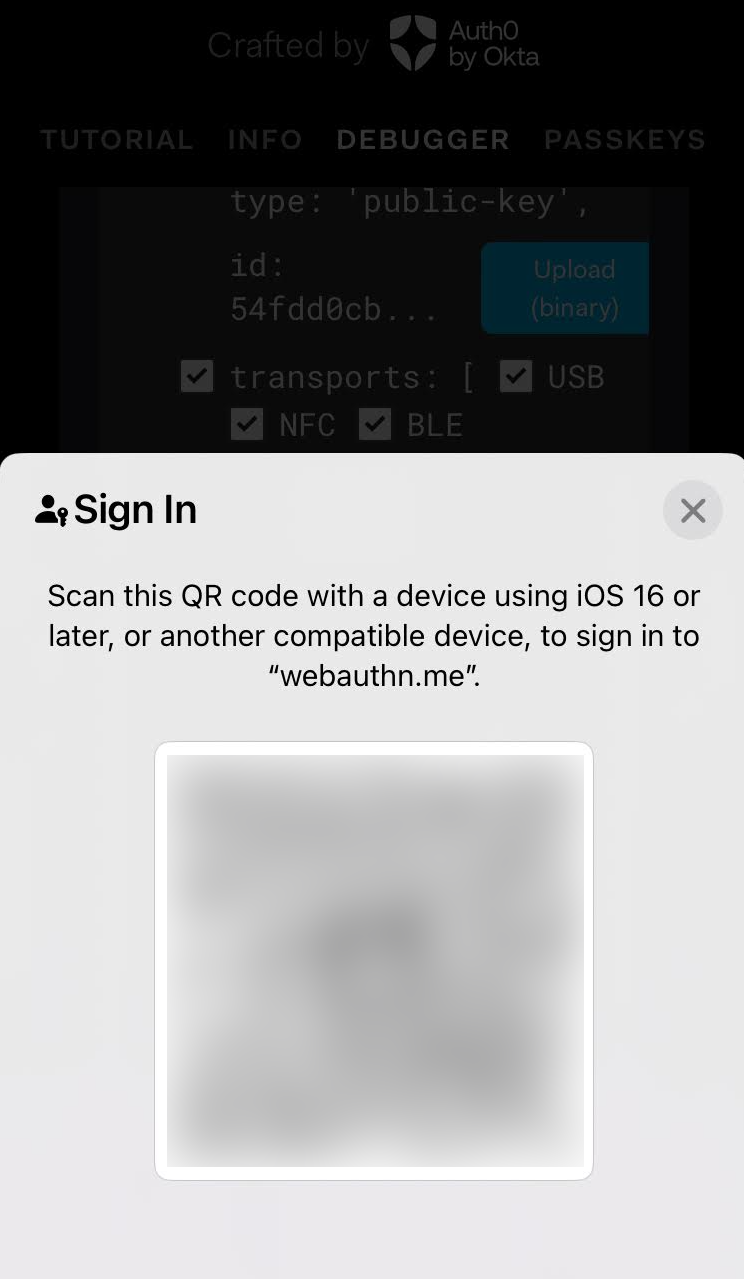 Crafted by Auth0
by Okta
TUTORIAL INFO DEBUGGER PASSKEYS
type: 'public-key',
id:
54fdd0cb...
Upload
(binary)
transports: [ USB
NFC BLE
Sign In
Scan this QR code with a device using iOS 16 or
later, or another compatible device, to sign in to
“webauthn.me”.